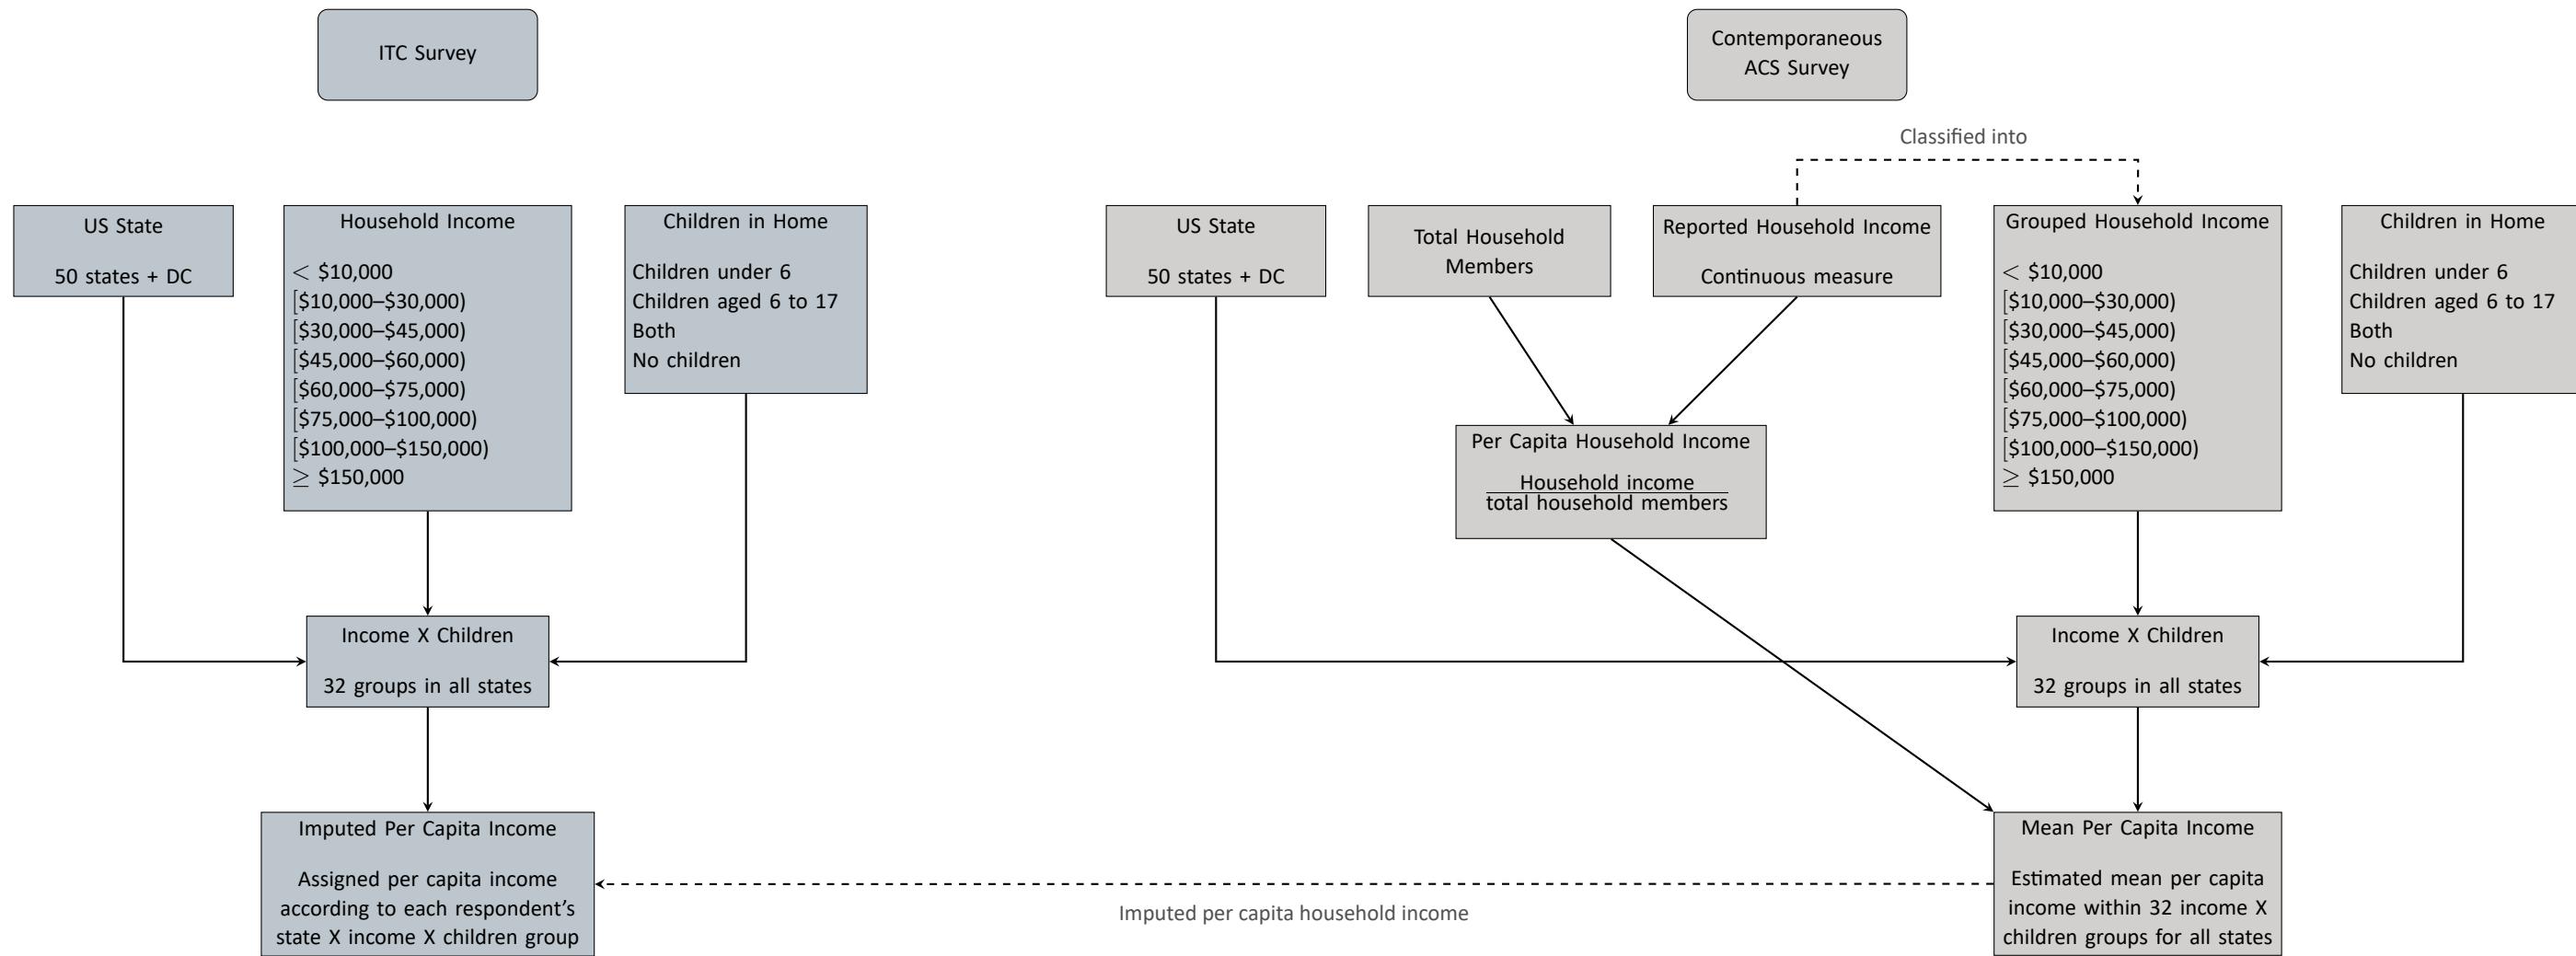 ITC Survey
Contemporaneous
ACS Survey
Classified into
US State
50 states + DC
Household Income
< $10,000
[$10,000–$30,000)
[$30,000–$45,000)
[$45,000–$60,000)
[$60,000–$75,000)
[$75,000–$100,000)
[$100,000–$150,000)
≥ $150,000
Children in Home
Children under 6
Children aged 6 to 17
Both
No children
US State
50 states + DC
Total Household
Members
Reported Household Income
Continuous measure
Grouped Household Income
< $10,000
[$10,000–$30,000)
[$30,000–$45,000)
[$45,000–$60,000)
[$60,000–$75,000)
[$75,000–$100,000)
[$100,000–$150,000)
≥ $150,000
Children in Home
Children under 6
Children aged 6 to 17
Both
No children
Per Capita Household Income
Household income
total household members
Income X Children
32 groups in all states
Income X Children
32 groups in all states
Imputed Per Capita Income
Assigned per capita income
according to each respondent’s
state X income X children group
Imputed per capita household income
Mean Per Capita Income
Estimated mean per capita
income within 32 income X
children groups for all states